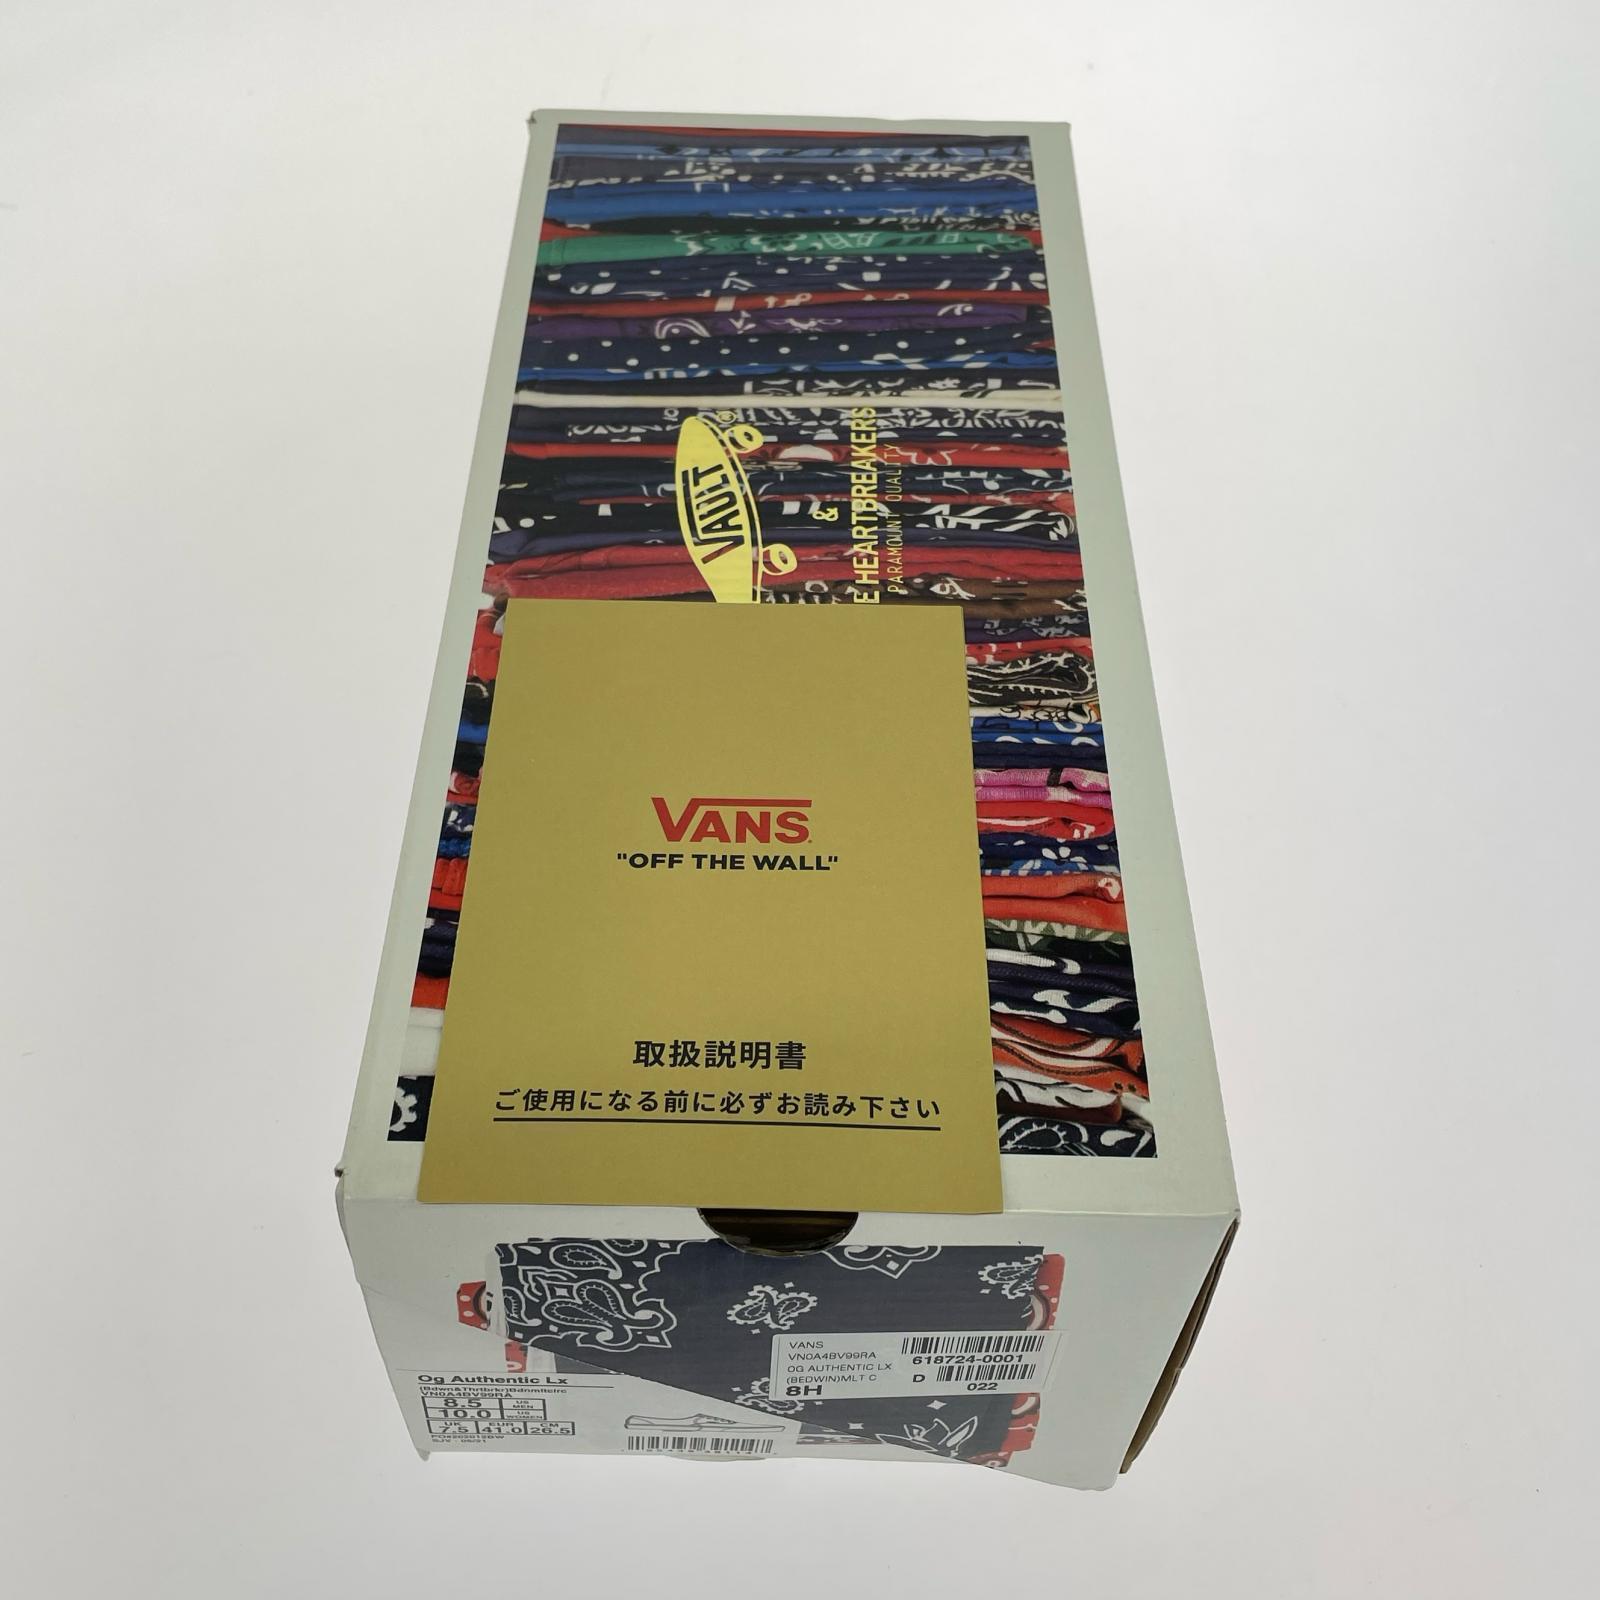 VAULT
&
E HEARTBREAKERS
PARAMOUNT QUALITY
VANS
"OFF THE WALL"
取扱説明書
ご使用になる前に必ずお読み下さい
VANS
VN0A4BV99RA
OG AUTHENTIC LX
(BEDWIN)MLT C
8H
618724-0001
D
022
Og Authentic Lx
(Bdwn&Thrtbrkr)Bdnmltclrc
VN0A4BV99RA
8.5 US MEN
10.0 US WOMEN
UK EUR CM
7.5 41.0 26.5